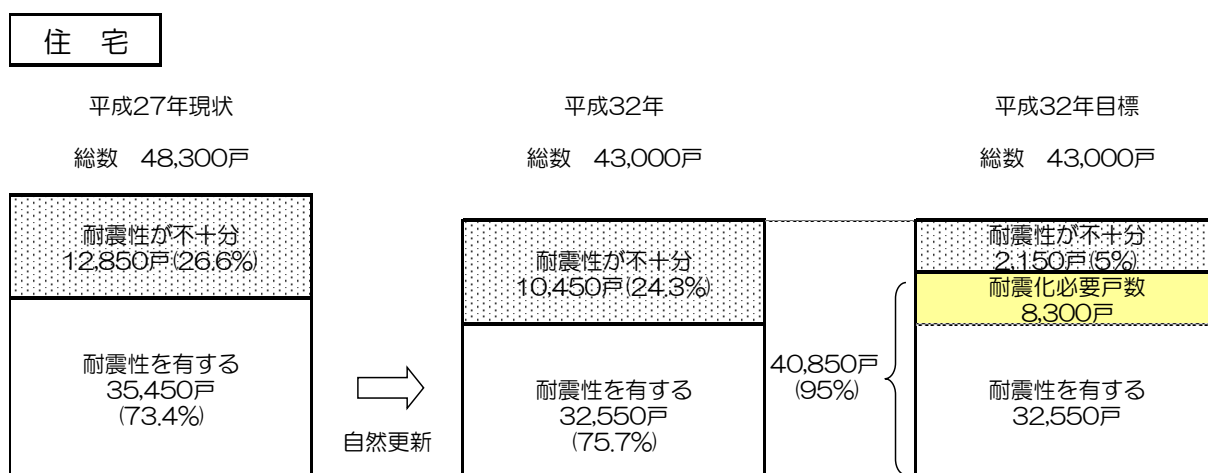 住　宅
平成27年現状
総数　48,300戸
耐震性が不十分
12,850戸(26.6%)
耐震性を有する
35,450戸
(73.4%)
自然更新
平成32年
総数　43,000戸
耐震性が不十分
10,450戸(24.3%)
耐震性を有する
32,550戸
(75.7%)
40,850戸
(95%)
平成32年目標
総数　43,000戸
耐震性が不十分
2,150戸(5%)
耐震化必要戸数
8,300戸
耐震性を有する
32,550戸